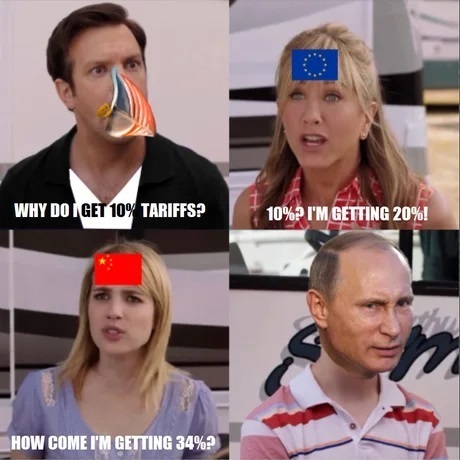 WHY DO I GET 10% TARIFFS?
10%? I'M GETTING 20%!
HOW COME I'M GETTING 34%?